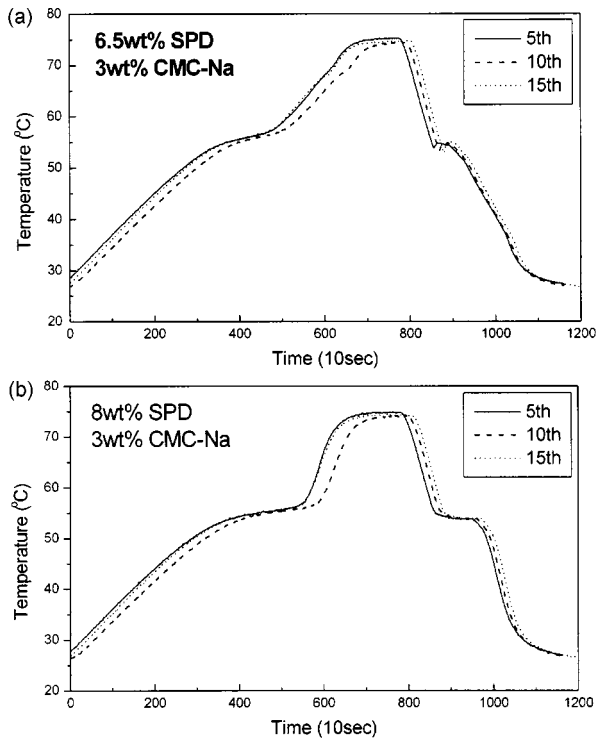 (a)
80
70
60
50
40
30
20
Temperature (⁰C)
6.5wt% SPD
3wt% CMC-Na
5th
10th
15th
0 200 400 600 800 1000 1200
Time (10sec)
(b)
80
70
60
50
40
30
20
Temperature (⁰C)
8wt% SPD
3wt% CMC-Na
5th
10th
15th
0 200 400 600 800 1000 1200
Time (10sec)